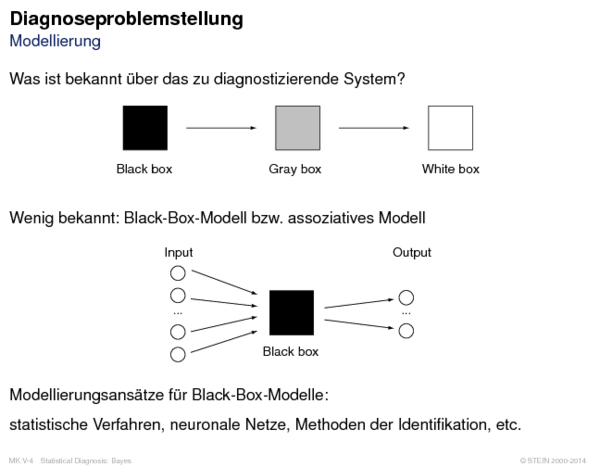 Diagnoseproblemstellung
Modellierung
Was ist bekannt über das zu diagnostizierende System?
Black box
Gray box
White box
Wenig bekannt: Black-Box-Modell bzw. assoziatives Modell
Input
Output
...
...
Black box
Modellierungsansätze für Black-Box-Modelle:
statistische Verfahren, neuronale Netze, Methoden der Identifikation, etc.
MK:V-4 Statistical Diagnosis: Bayes
© STEIN 2000-2014